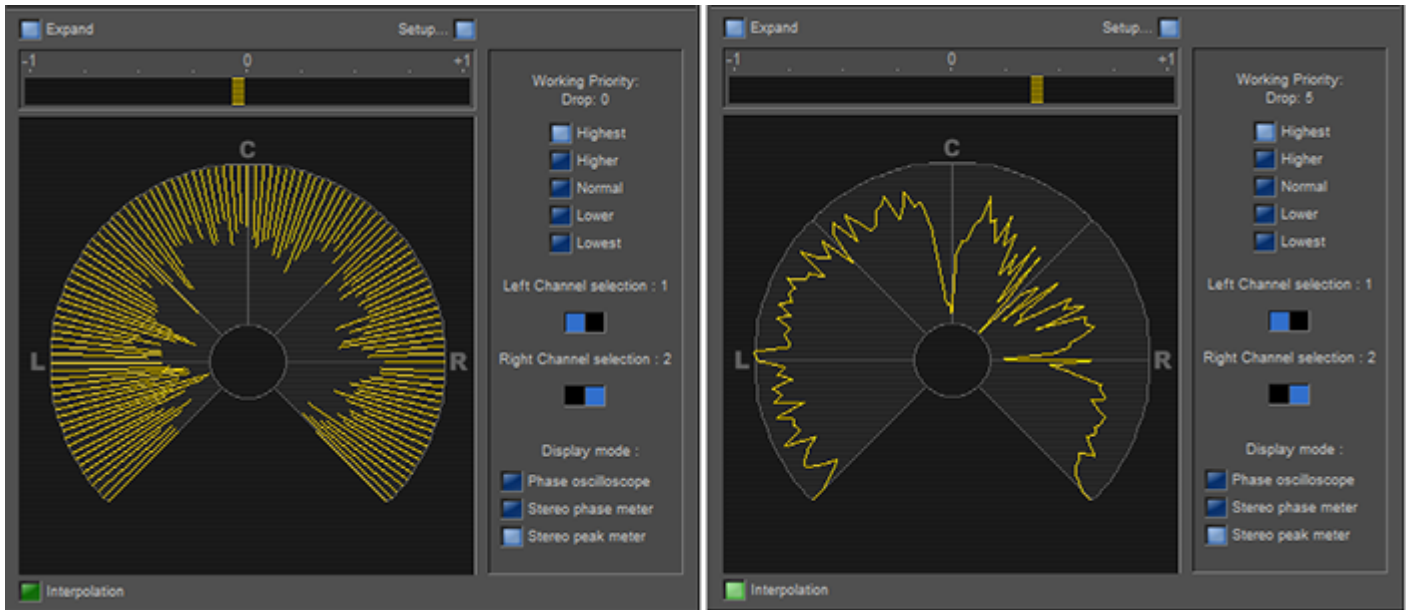 Expand
Setup...
-1 0 +1
C
L
R
Working Priority:
Drop: 0
Highest
Higher
Normal
Lower
Lowest
Left Channel selection : 1
Right Channel selection : 2
Display mode :
Phase oscilloscope
Stereo phase meter
Stereo peak meter
Interpolation
Expand
Setup...
-1 0 +1
C
L
R
Working Priority:
Drop: 5
Highest
Higher
Normal
Lower
Lowest
Left Channel selection : 1
Right Channel selection : 2
Display mode :
Phase oscilloscope
Stereo phase meter
Stereo peak meter
Interpolation